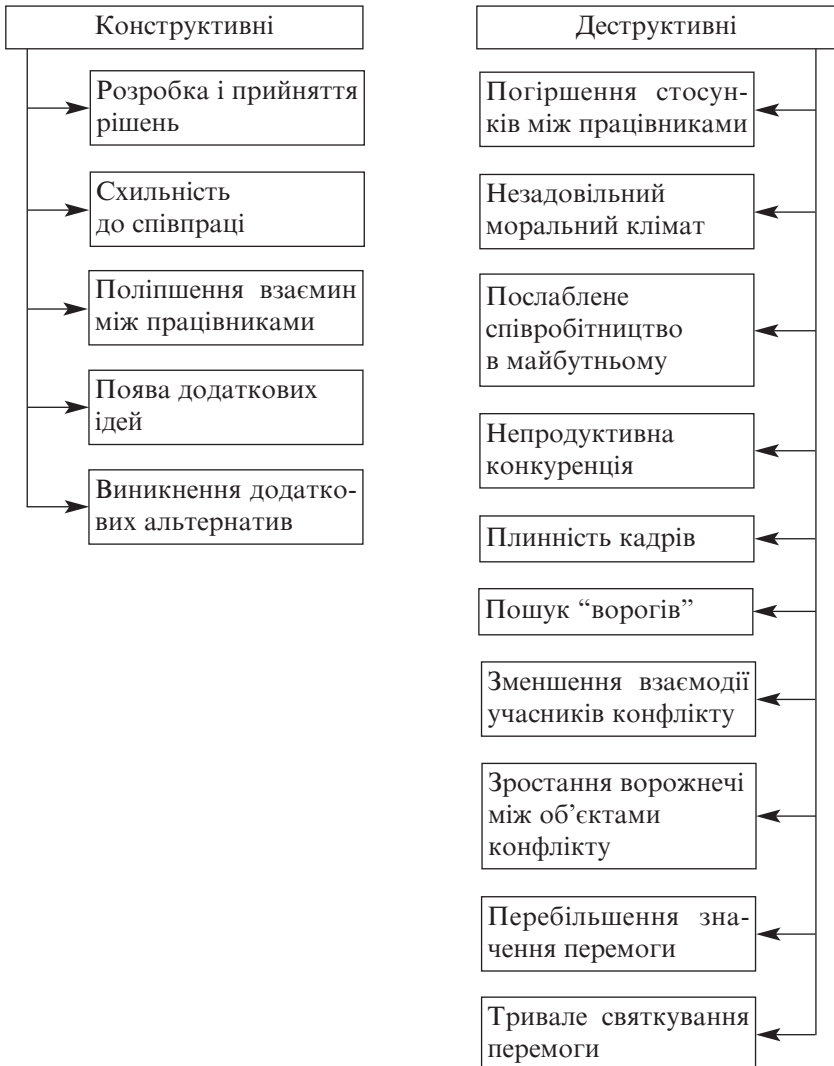 Конструктивні
Розробка і прийняття
рішень
Схильність
до співпраці
Поліпшення взаємин
між працівниками
Поява додаткових
ідей
Виникнення додатко-
вих альтернатив
Деструктивні
Погіршення стосун-
ків між працівниками
Незадовільний
моральний клімат
Послаблене
співробітництво
в майбутньому
Непродуктивна
конкуренція
Плинність кадрів
Пошук “ворогів”
Зменшення взаємодії
учасників конфлікту
Зростання ворожнечі
між об’єктами
конфлікту
Перебільшення зна-
чення перемоги
Тривале святкування
перемоги